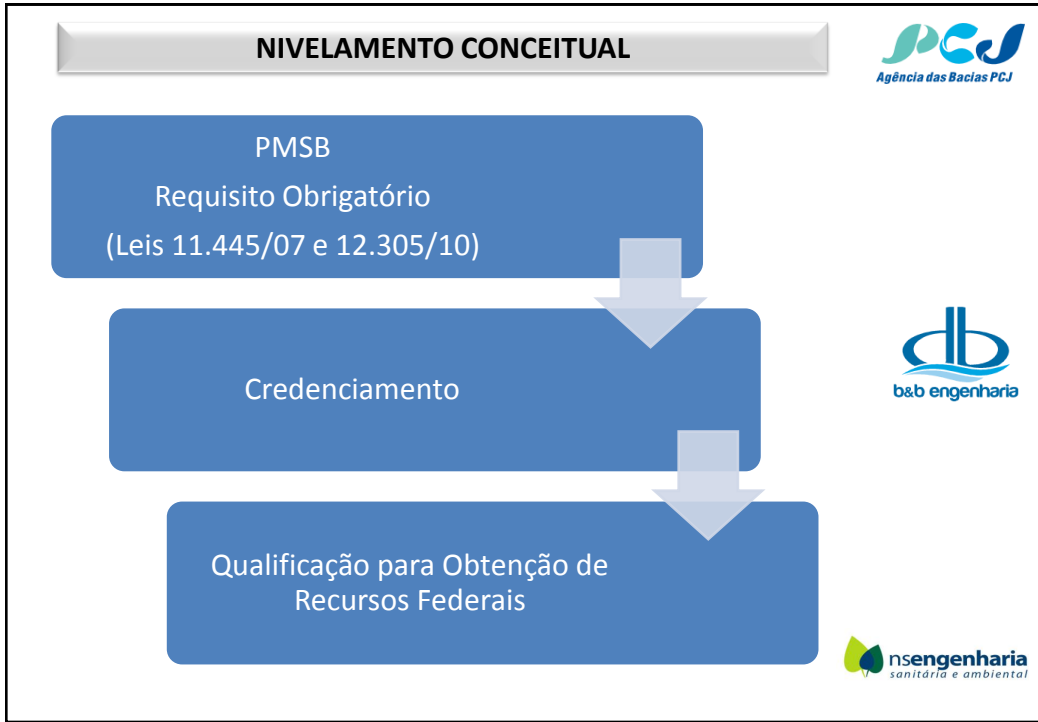 NIVELAMENTO CONCEITUAL
PCJ
Agência das Bacias PCJ
PMSB
Requisito Obrigatório
(Leis 11.445/07 e 12.305/10)
Credenciamento
b&b engenharia
Qualificação para Obtenção de
Recursos Federais
nsengenharia
sanitária e ambiental